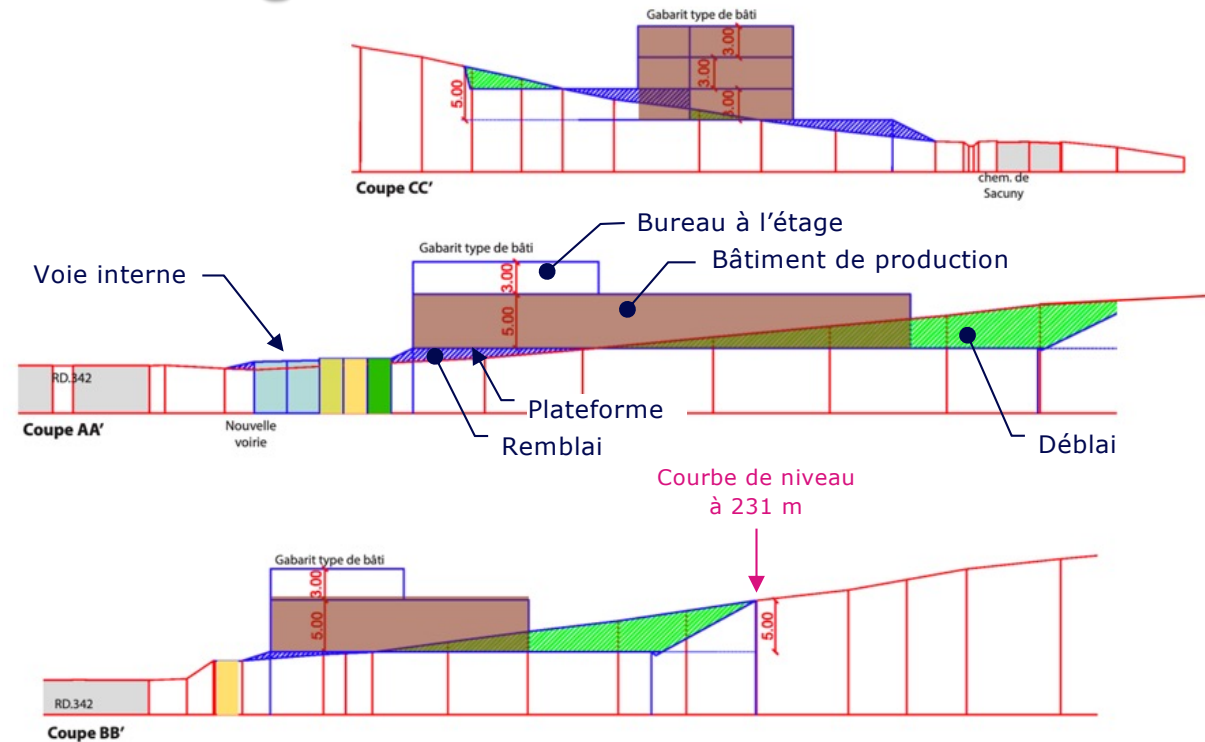 Gabarit type de bâti
3.00
3.00
3.00
5.00
Coupe CC'
chem. de
Sacuny
Bureau à l'étage
Gabarit type de bâti
Bâtiment de production
Voie interne
3.00
5.00
RD.342
Plateforme
Coupe AA'
Nouvelle
voirie
Remblai
Déblai
Courbe de niveau
à 231 m
Gabarit type de bâti
3.00
5.00
5.00
RD.342
Coupe BB'